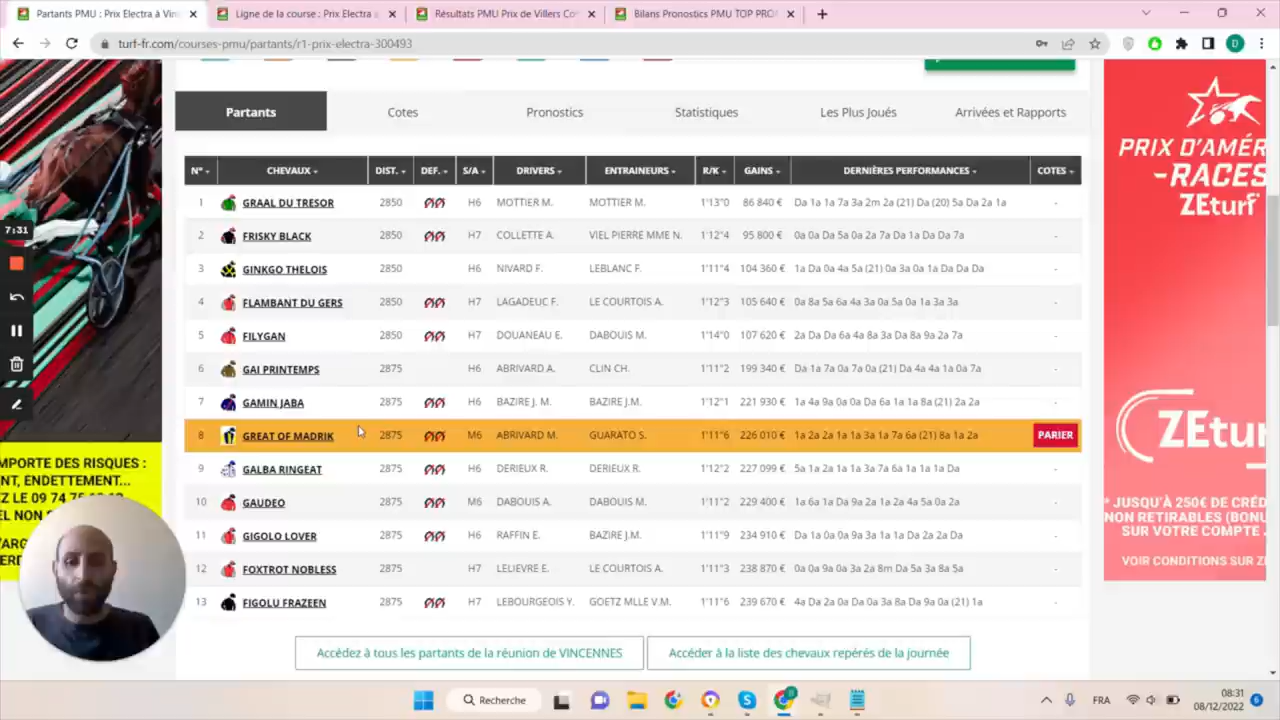 Partants PMU : Prix Electra à Vin
Ligne de la course : Prix Electra
Résultats PMU Prix de Villers Co
Bilans Pronostics PMU TOP PRO
turf-fr.com/courses-pmu/partants/r1-prix-electra-300493
Partants Cotes Pronostics Statistiques Les Plus Joués Arrivées et Rapports
N° CHEVAUX DIST. DEF. S/A DRIVERS ENTRAINEURS R/K GAINS DERNIÈRES PERFORMANCES COTES
1 GRAAL DU TRESOR 2850 H6 MOTTIER M. MOTTIER M. 1'13"0 86 840 € Da 1a 1a 7a 3a 2m 2a (21) Da (20) 5a Da 2a 1a -
2 FRISKY BLACK 2850 H7 COLLETTE A. VIEL PIERRE MME N. 1'12"4 95 800 € 0a 0a Da 5a 0a 2a 7a Da 1a Da Da 7a -
3 GINKGO THELOIS 2850 H6 NIVARD F. LEBLANC F. 1'11"4 104 360 € 1a Da 0a 4a 5a (21) 0a 3a 0a 1a Da Da Da -
4 FLAMBANT DU GERS 2850 H7 LAGADEUC F. LE COURTOIS A. 1'12"3 105 640 € 0a 8a 5a 6a 4a 3a 0a 5a 0a 1a 3a 3a -
5 FILYGAN 2850 H7 DOUANEAU E. DABOUIS M. 1'14"0 107 620 € 2a Da Da 6a 4a 8a 3a Da 8a 9a 2a 7a -
6 GAI PRINTEMPS 2875 H6 ABRIVARD A. CLIN CH. 1'11"2 199 340 € Da 1a 7a 0a 7a 0a (21) Da 4a 4a 1a 0a 7a -
7 GAMIN JABA 2875 H6 BAZIRE J. M. BAZIRE J.M. 1'12"1 221 930 € 1a 4a 9a 0a 0a Da 6a 1a 1a 8a (21) 2a 2a -
8 GREAT OF MADRIK 2875 M6 ABRIVARD M. GUARATO S. 1'11"6 226 010 € 1a 2a 2a 1a 1a 3a 1a 7a 6a (21) 8a 1a 2a PARIER
9 GALBA RINGEAT 2875 H6 DERIEUX R. DERIEUX R. 1'12"2 227 099 € 5a 1a 2a 1a 1a 3a 7a 6a 1a 1a 1a Da -
10 GAUDEO 2875 M6 DABOUIS A. DABOUIS M. 1'11"2 229 400 € 1a 6a 1a Da 9a 2a 1a 2a 4a 5a 0a 2a -
11 GIGOLO LOVER 2875 H6 RAFFIN E. BAZIRE J.M. 1'11"9 234 910 € Da 1a 0a 0a 9a 3a 1a 1a Da 2a 2a Da -
12 FOXTROT NOBLESS 2875 H7 LELIEVRE E. LE COURTOIS A. 1'11"3 238 870 € 0a 0a 9a 0a 3a 2a 8m Da 5a 3a 8a 5a -
13 FIGOLU FRAZEEN 2875 H7 LEBOURGEOIS Y. GOETZ MLLE V.M. 1'11"6 239 670 € 4a Da 2a 0a Da 0a 3a 8a Da 9a 0a (21) 1a -
Accèdez à tous les partants de la réunion de VINCENNES
Accéder à la liste des chevaux repérés de la journée
7:31
MPORTE DES RISQUES :
NT, ENDETTEMENT...
EZ LE 09 74 75
EL NON S
'ARG
ERE
PRIX D'AMÉR
-RACES
ZEturf
ZEtur
* JUSQU'À 250€ DE CRÉD
NON RETIRABLES (BONU
SUR VOTRE COMPTE
VOIR CONDITIONS SUR ZE
Recherche
FRA
08:31
08/12/2022
6